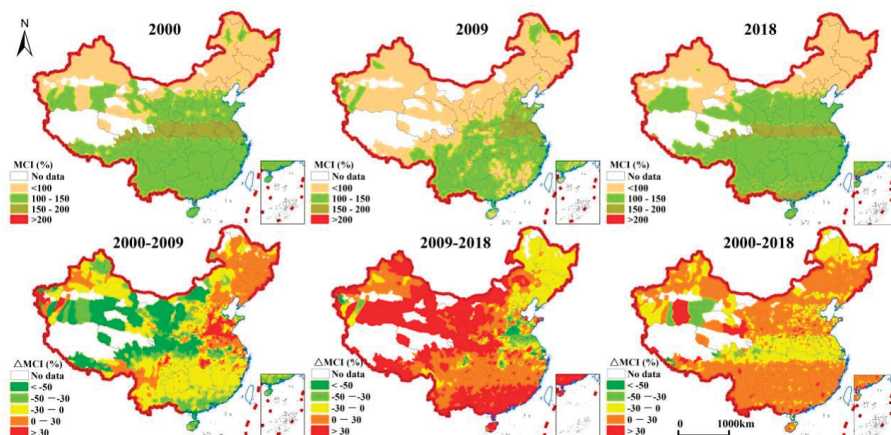 N
2000
MCI (%)
No data
<100
100 - 150
150 - 200
>200
2009
MCI (%)
No data
<100
100 - 150
150 - 200
>200
2018
MCI (%)
No data
<100
100 - 150
150 - 200
>200
2000-2009
△MCI (%)
No data
< -50
-50 — -30
-30 — 0
0 — 30
> 30
2009-2018
△MCI (%)
No data
< -50
-50 — -30
-30 — 0
0 — 30
> 30
2000-2018
△MCI (%)
No data
< -50
-50 — -30
-30 — 0
0 — 30
> 30
0 1000km